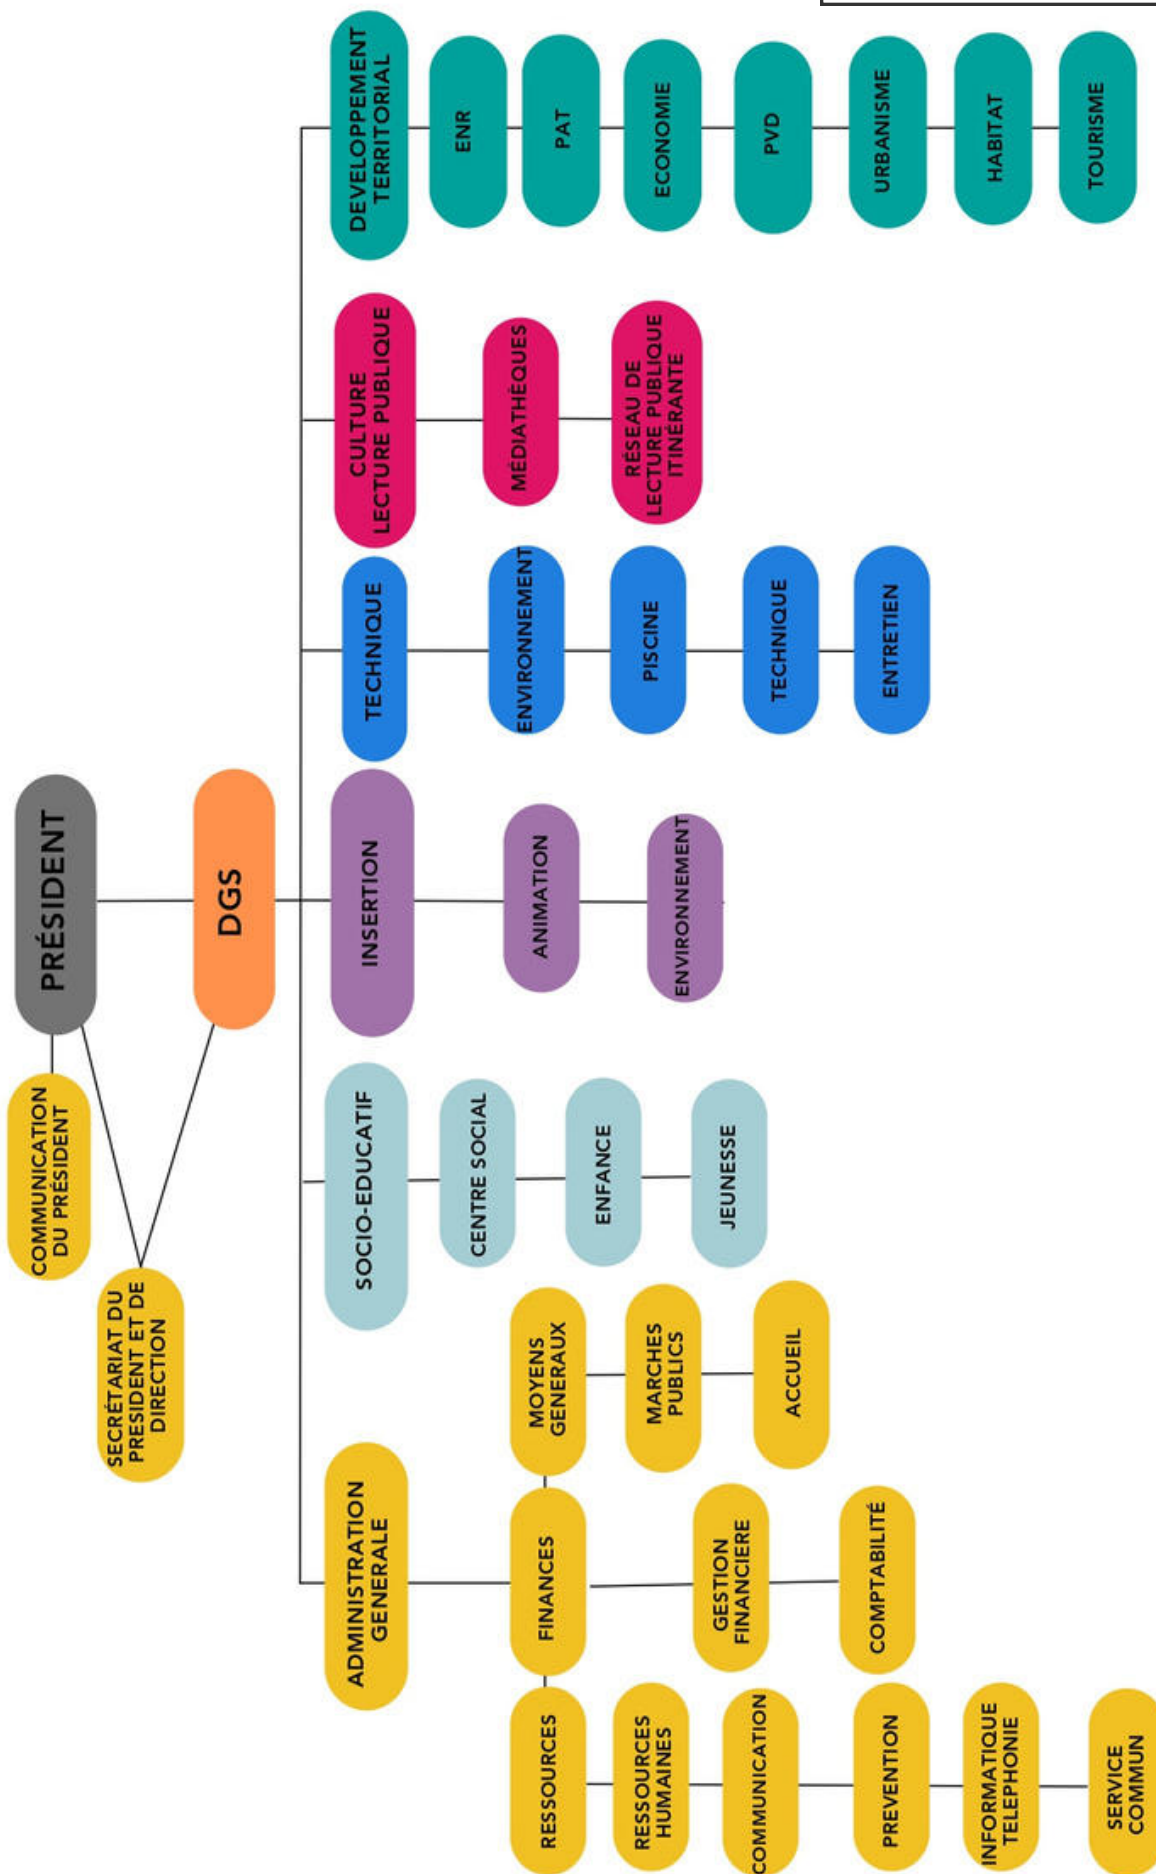 PRÉSIDENT
COMMUNICATION
DU PRÉSIDENT
SECRÉTARIAT DU
PRESIDENT ET DE
DIRECTION
DGS
ADMINISTRATION
GENERALE
RESSOURCES
RESSOURCES
HUMAINES
COMMUNICATION
PREVENTION
INFORMATIQUE
TELEPHONIE
SERVICE
COMMUN
FINANCES
GESTION
FINANCIERE
COMPTABILITÉ
MOYENS
GENERAUX
MARCHES
PUBLICS
ACCUEIL
SOCIO-EDUCATIF
CENTRE SOCIAL
ENFANCE
JEUNESSE
INSERTION
ANIMATION
ENVIRONNEMENT
TECHNIQUE
ENVIRONNEMENT
PISCINE
TECHNIQUE
ENTRETIEN
CULTURE
LECTURE PUBLIQUE
MÉDIATHÈQUES
RÉSEAU DE
LECTURE PUBLIQUE
ITINÉRANTE
DEVELOPPEMENT
TERRITORIAL
ENR
PAT
ECONOMIE
PVD
URBANISME
HABITAT
TOURISME